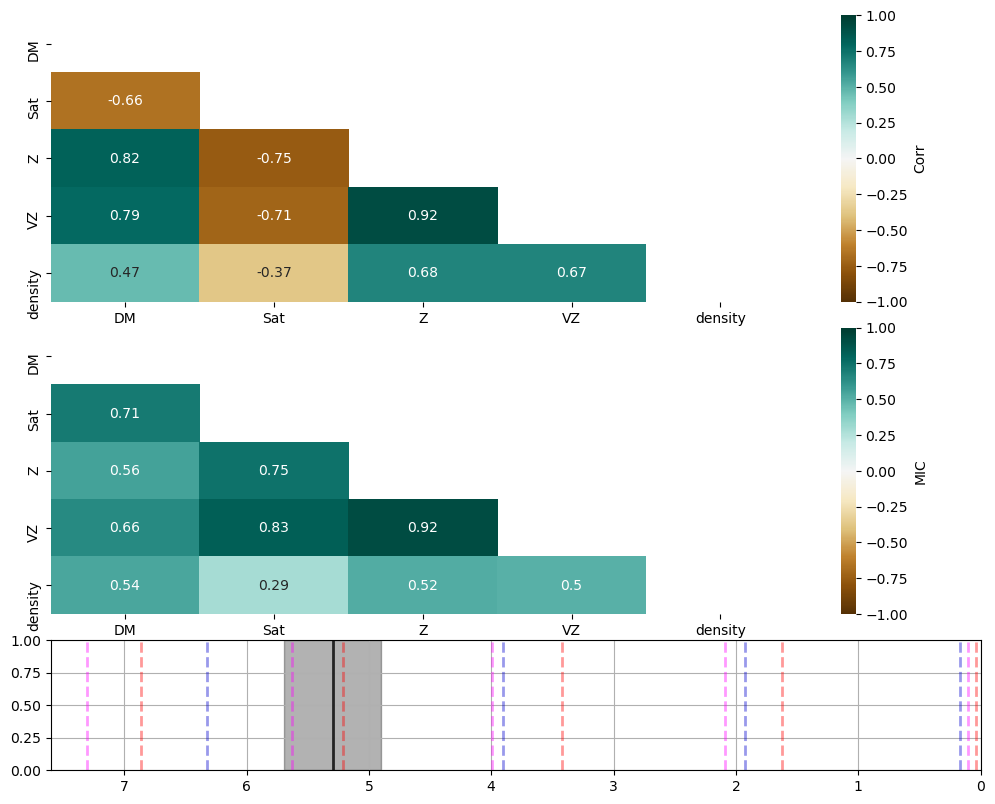 DM
Sat
Z
VZ
density
-0.66
0.82 -0.75
0.79 -0.71 0.92
0.47 -0.37 0.68 0.67
DM Sat Z VZ density
1.00
0.75
0.50
0.25
0.00
−0.25
−0.50
−0.75
−1.00
Corr
DM
Sat
Z
VZ
density
0.71
0.56 0.75
0.66 0.83 0.92
0.54 0.29 0.52 0.5
DM Sat Z VZ density
1.00
0.75
0.50
0.25
0.00
−0.25
−0.50
−0.75
−1.00
MIC
1.00
0.75
0.50
0.25
0.00
7 6 5 4 3 2 1 0